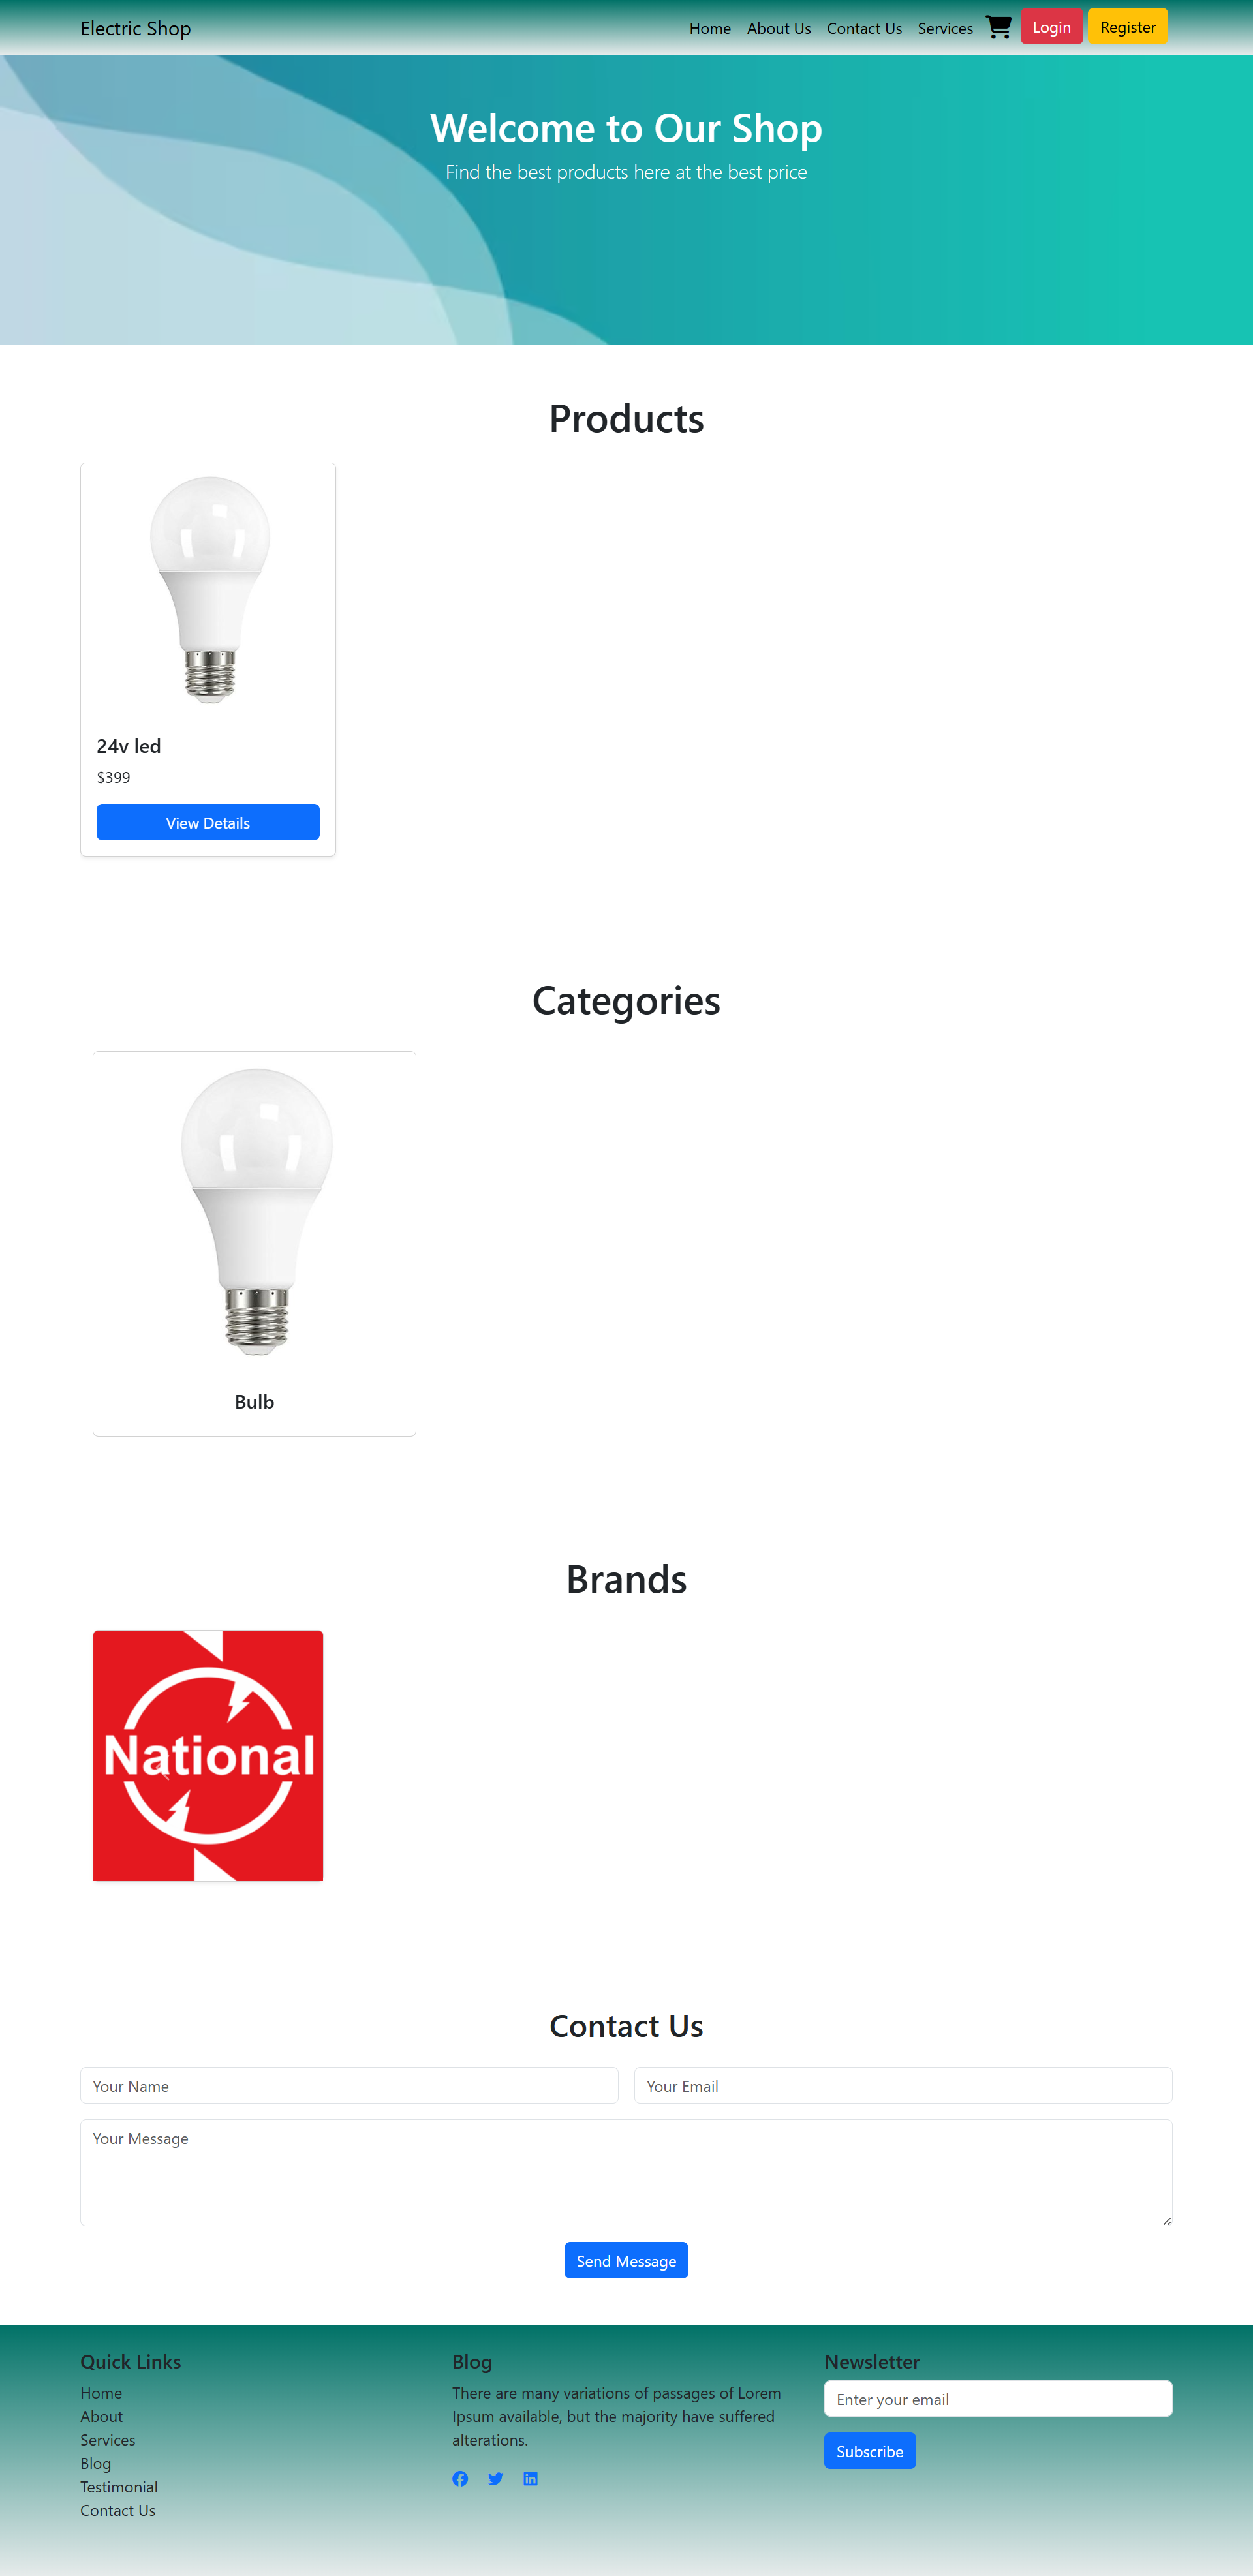 Electric Shop
Home About Us Contact Us Services Login Register
Welcome to Our Shop
Find the best products here at the best price
Products
24v led
$399
View Details
Categories
Bulb
Brands
National
Contact Us
Your Name
Your Email
Your Message
Send Message
Quick Links
Home
About
Services
Blog
Testimonial
Contact Us
Blog
There are many variations of passages of Lorem
Ipsum available, but the majority have suffered
alterations.
Newsletter
Enter your email
Subscribe